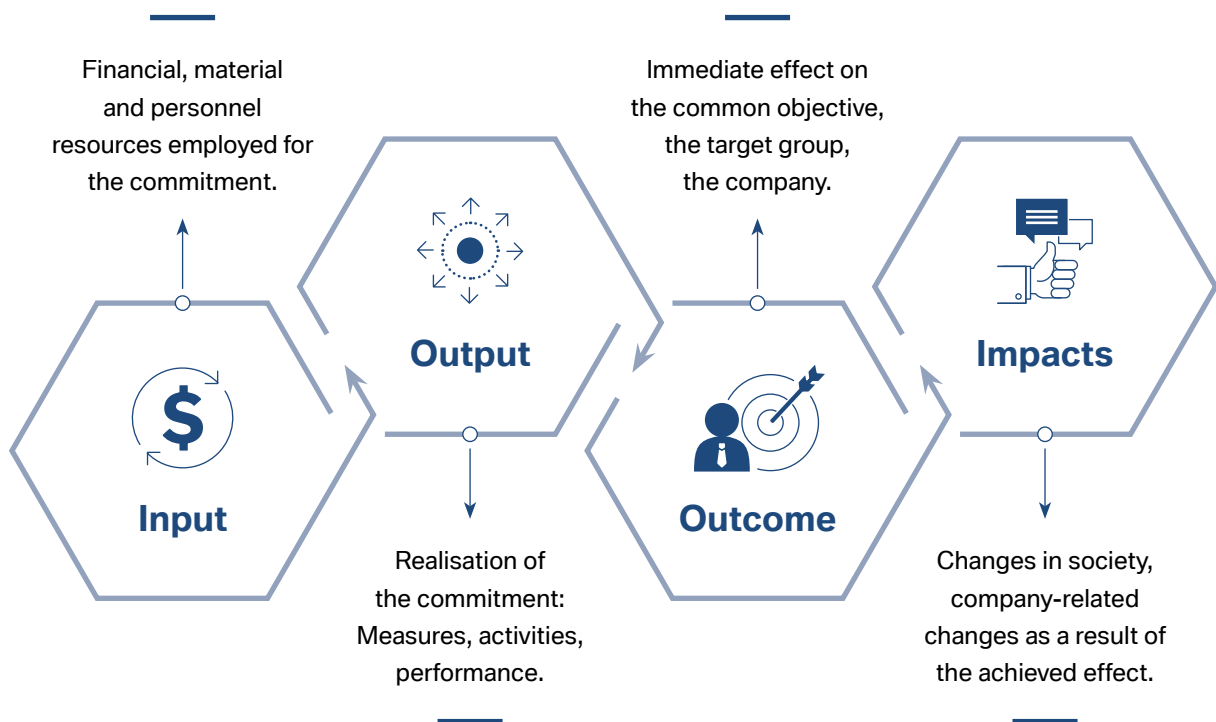 Financial, material
and personnel
resources employed for
the commitment.
Input
Output
Realisation of
the commitment:
Measures, activities,
performance.
Immediate effect on
the common objective,
the target group,
the company.
Outcome
Impacts
Changes in society,
company-related
changes as a result of
the achieved effect.